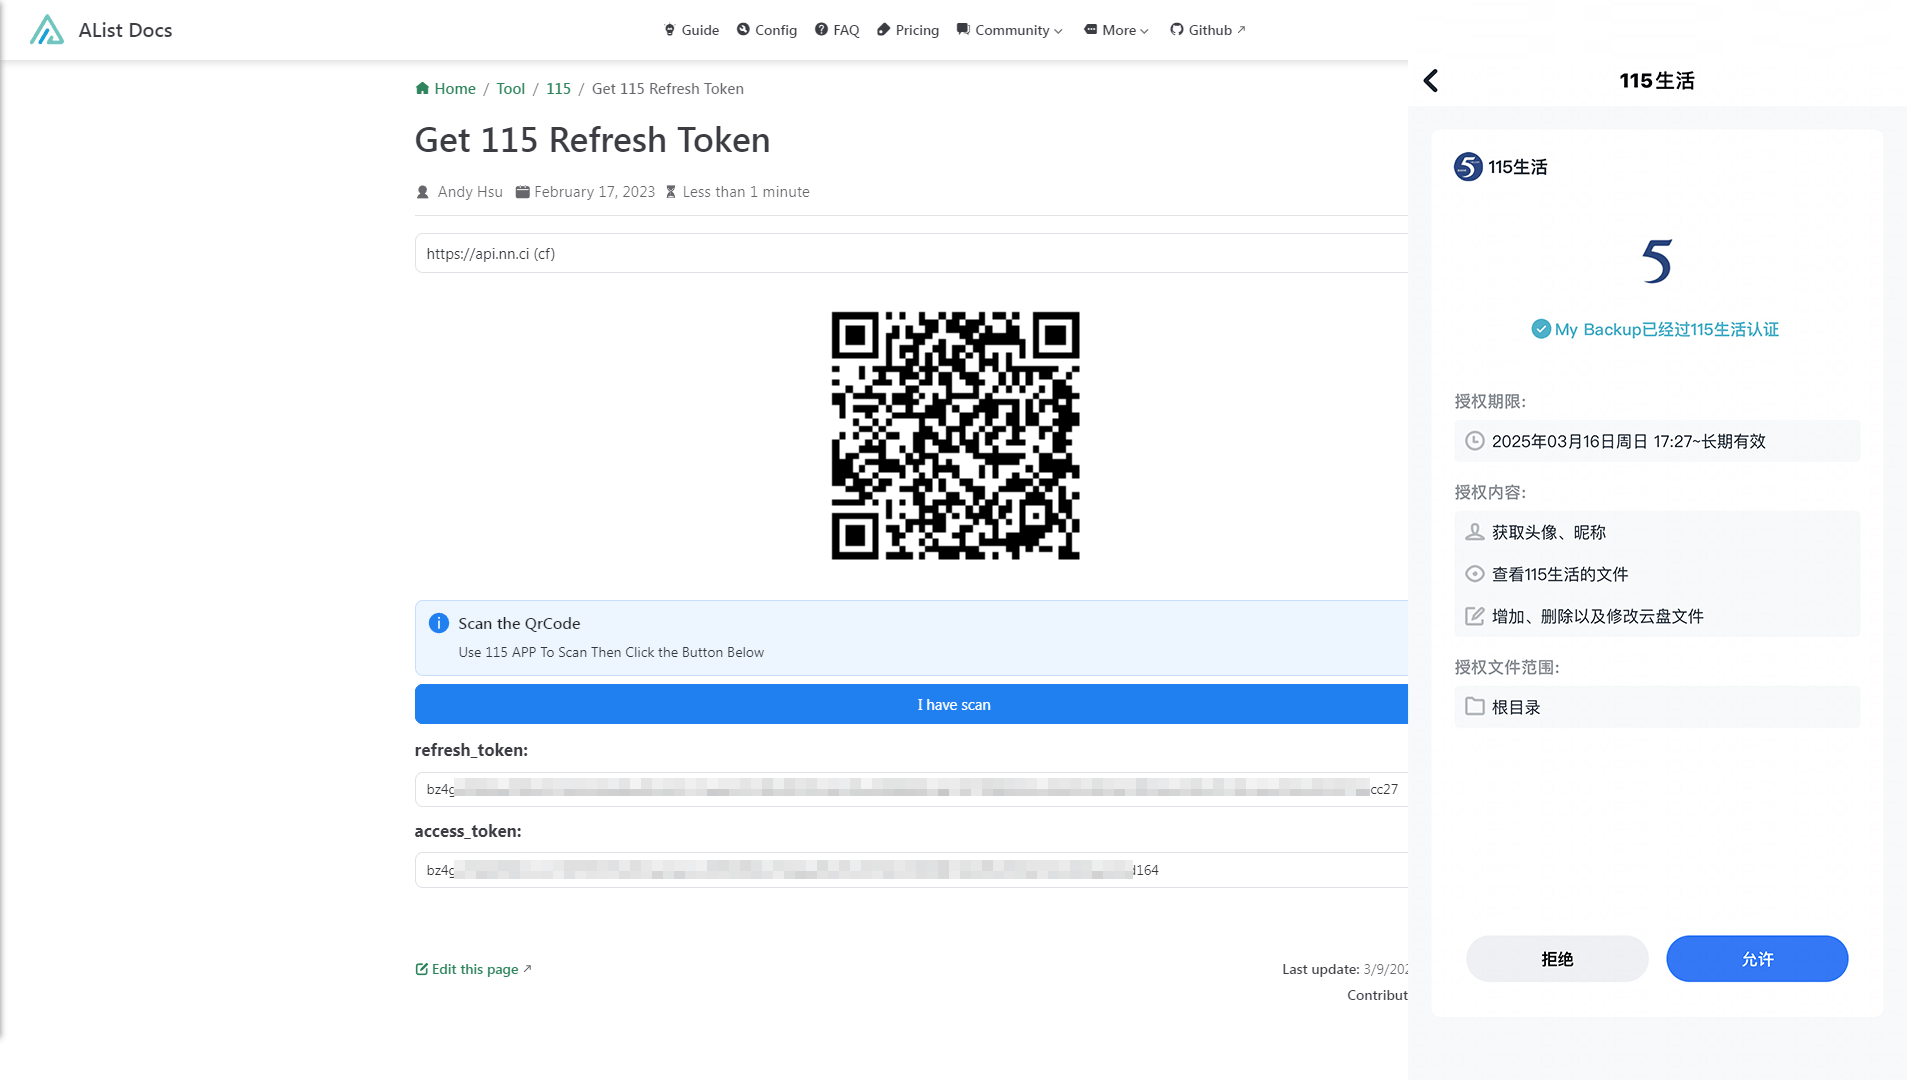 AList Docs
Guide
Config
FAQ
Pricing
Community
More
Github
Home / Tool / 115 / Get 115 Refresh Token
Get 115 Refresh Token
Andy Hsu February 17, 2023 Less than 1 minute
https://api.nn.ci (cf)
Scan the QrCode
Use 115 APP To Scan Then Click the Button Below
I have scan
refresh_token:
bz4g cc27
access_token:
bz4g d164
Edit this page
Last update: 3/9/202
Contribut
115生活
115生活
5
My Backup已经过115生活认证
授权期限:
2025年03月16日周日 17:27~长期有效
授权内容:
获取头像、昵称
查看115生活的文件
增加、删除以及修改云盘文件
授权文件范围:
根目录
拒绝
允许